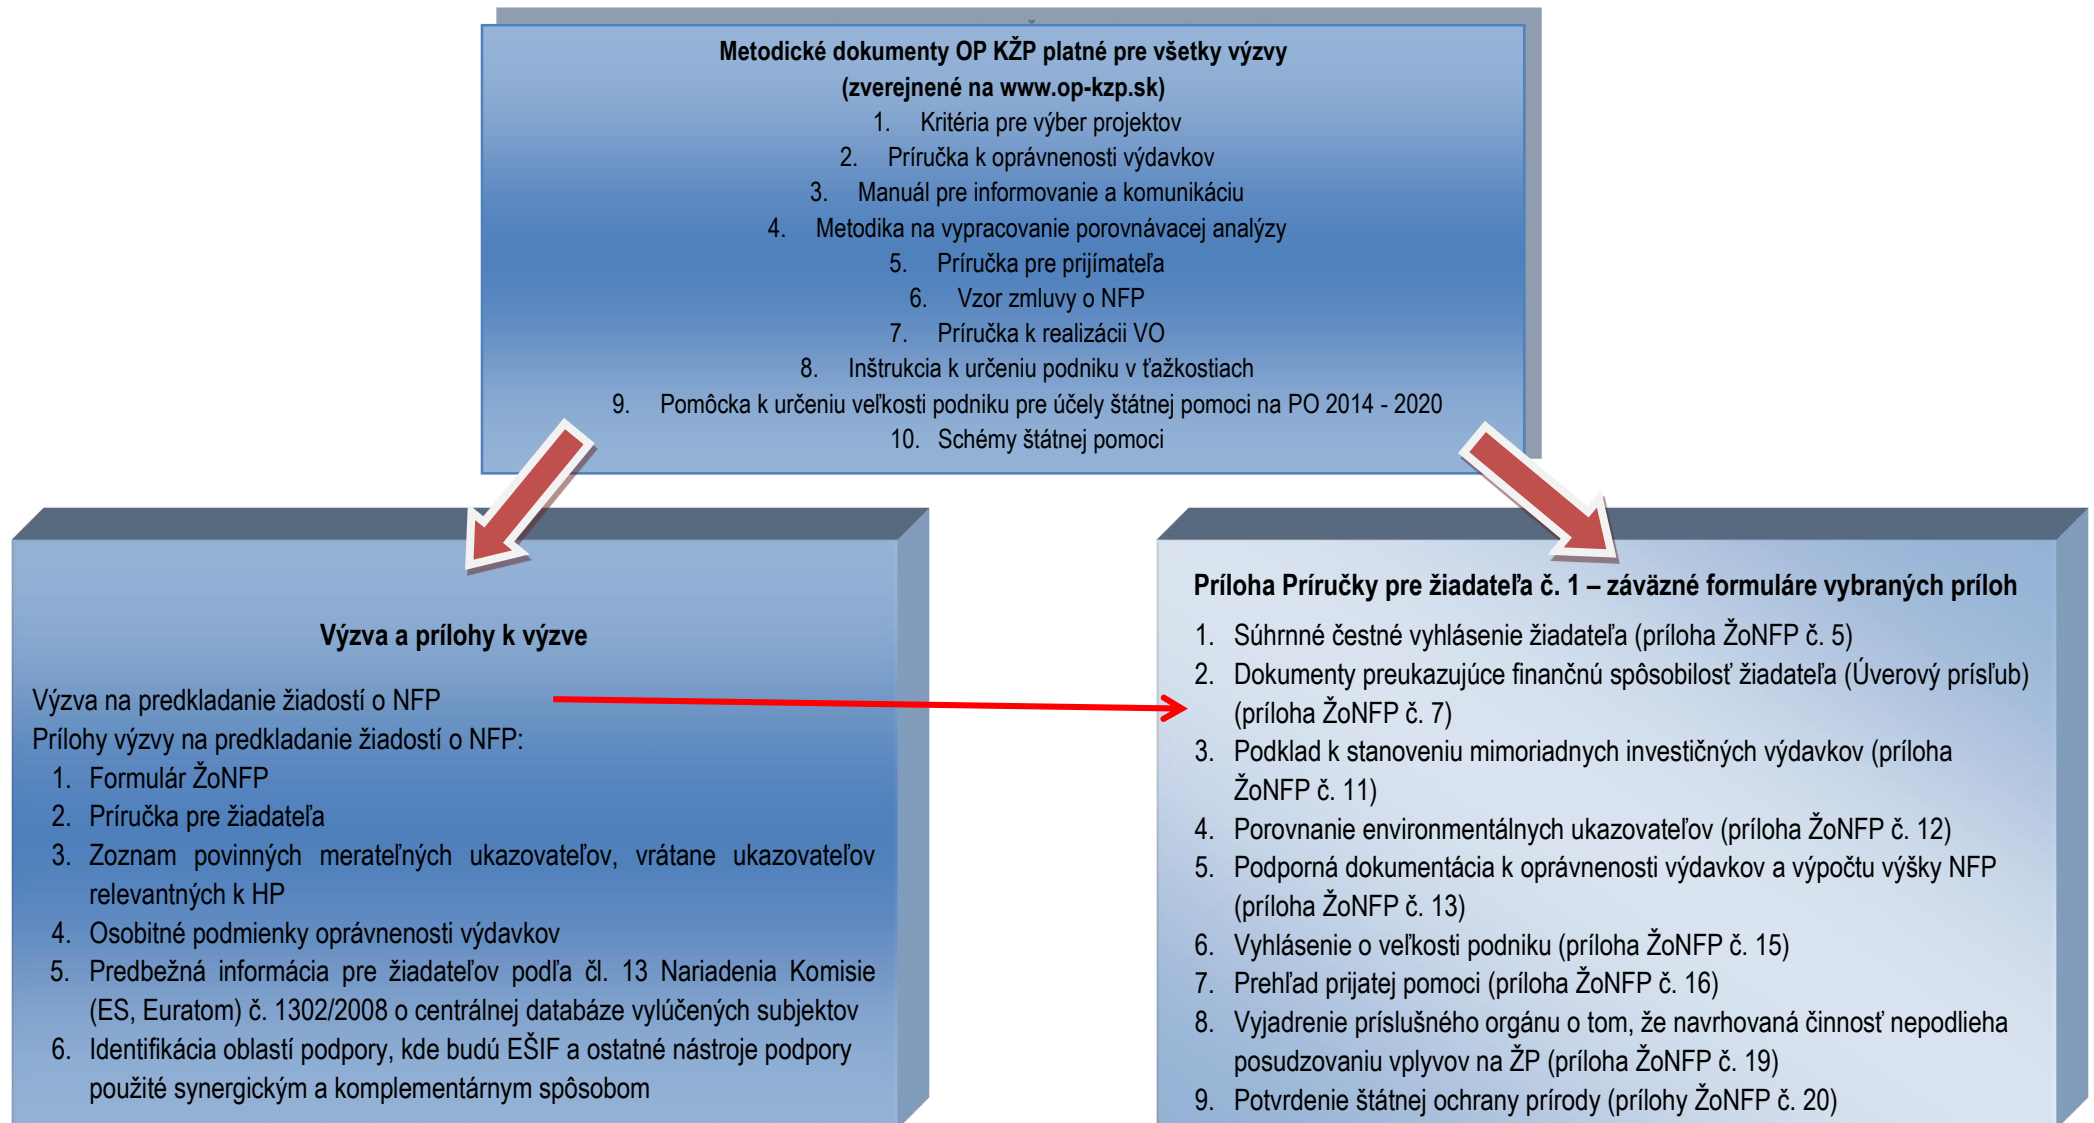 Metodické dokumenty OP KŽP platné pre všetky výzvy
(zverejnené na www.op-kzp.sk)
1. Kritéria pre výber projektov
2. Príručka k oprávnenosti výdavkov
3. Manuál pre informovanie a komunikáciu
4. Metodika na vypracovanie porovnávacej analýzy
5. Príručka pre prijímateľa
6. Vzor zmluvy o NFP
7. Príručka k realizácii VO
8. Inštrukcia k určeniu podniku v ťažkostiach
9. Pomôcka k určeniu veľkosti podniku pre účely štátnej pomoci na PO 2014 - 2020
10. Schémy štátnej pomoci
Výzva a prílohy k výzve
Výzva na predkladanie žiadostí o NFP
Prílohy výzvy na predkladanie žiadostí o NFP:
1. Formulár ŽoNFP
2. Príručka pre žiadateľa
3. Zoznam povinných merateľných ukazovateľov, vrátane ukazovateľov
relevantných k HP
4. Osobitné podmienky oprávnenosti výdavkov
5. Predbežná informácia pre žiadateľov podľa čl. 13 Nariadenia Komisie
(ES, Euratom) č. 1302/2008 o centrálnej databáze vylúčených subjektov
6. Identifikácia oblastí podpory, kde budú EŠIF a ostatné nástroje podpory
použité synergickým a komplementárnym spôsobom
Príloha Príručky pre žiadateľa č. 1 – záväzné formuláre vybraných príloh
1. Súhrnné čestné vyhlásenie žiadateľa (príloha ŽoNFP č. 5)
2. Dokumenty preukazujúce finančnú spôsobilosť žiadateľa (Úverový prísľub)
(príloha ŽoNFP č. 7)
3. Podklad k stanoveniu mimoriadnych investičných výdavkov (príloha
ŽoNFP č. 11)
4. Porovnanie environmentálnych ukazovateľov (príloha ŽoNFP č. 12)
5. Podporná dokumentácia k oprávnenosti výdavkov a výpočtu výšky NFP
(príloha ŽoNFP č. 13)
6. Vyhlásenie o veľkosti podniku (príloha ŽoNFP č. 15)
7. Prehľad prijatej pomoci (príloha ŽoNFP č. 16)
8. Vyjadrenie príslušného orgánu o tom, že navrhovaná činnosť nepodlieha
posudzovaniu vplyvov na ŽP (príloha ŽoNFP č. 19)
9. Potvrdenie štátnej ochrany prírody (prílohy ŽoNFP č. 20)